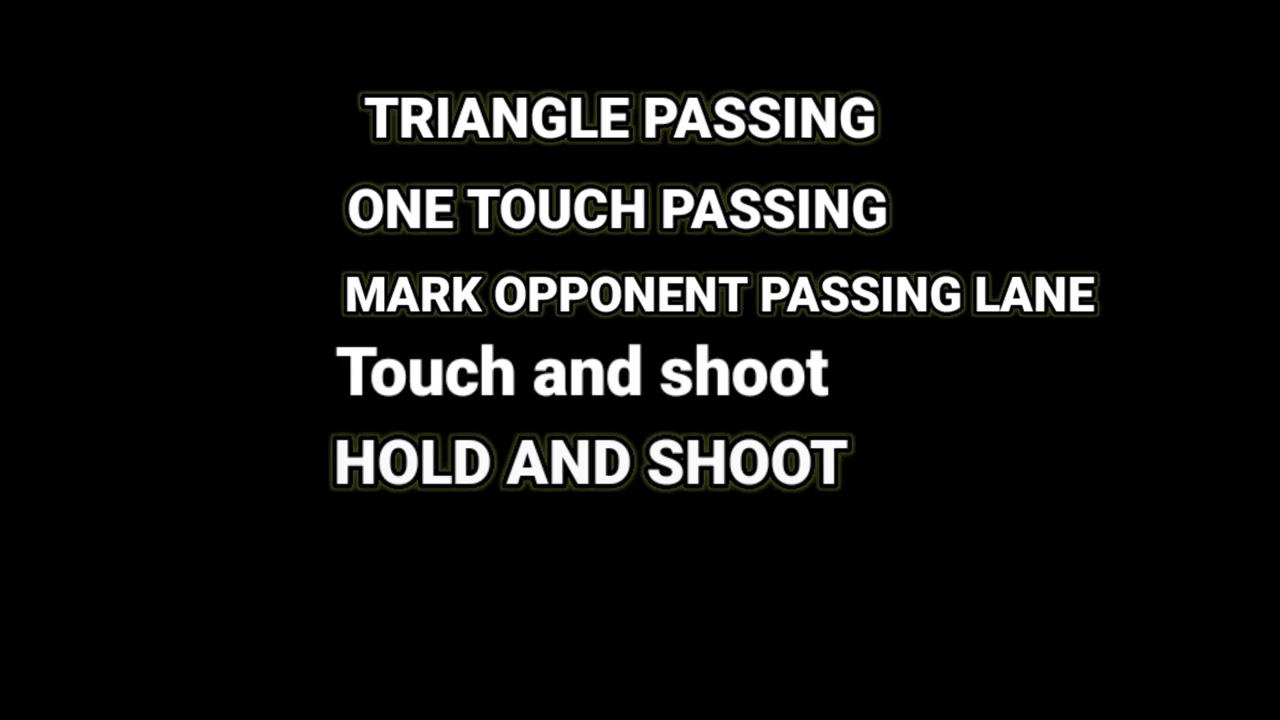 TRIANGLE PASSING
ONE TOUCH PASSING
MARK OPPONENT PASSING LANE
Touch and shoot
HOLD AND SHOOT